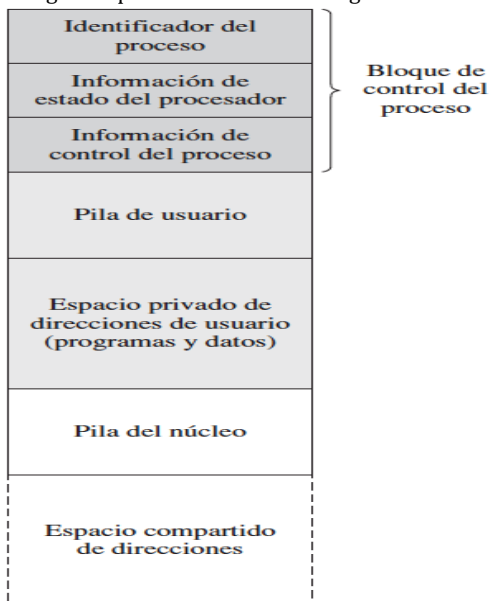 Identificador del
proceso
Información de
estado del procesador
Información de
control del proceso
Bloque de
control del
proceso
Pila de usuario
Espacio privado de
direcciones de usuario
(programas y datos)
Pila del núcleo
Espacio compartido
de direcciones